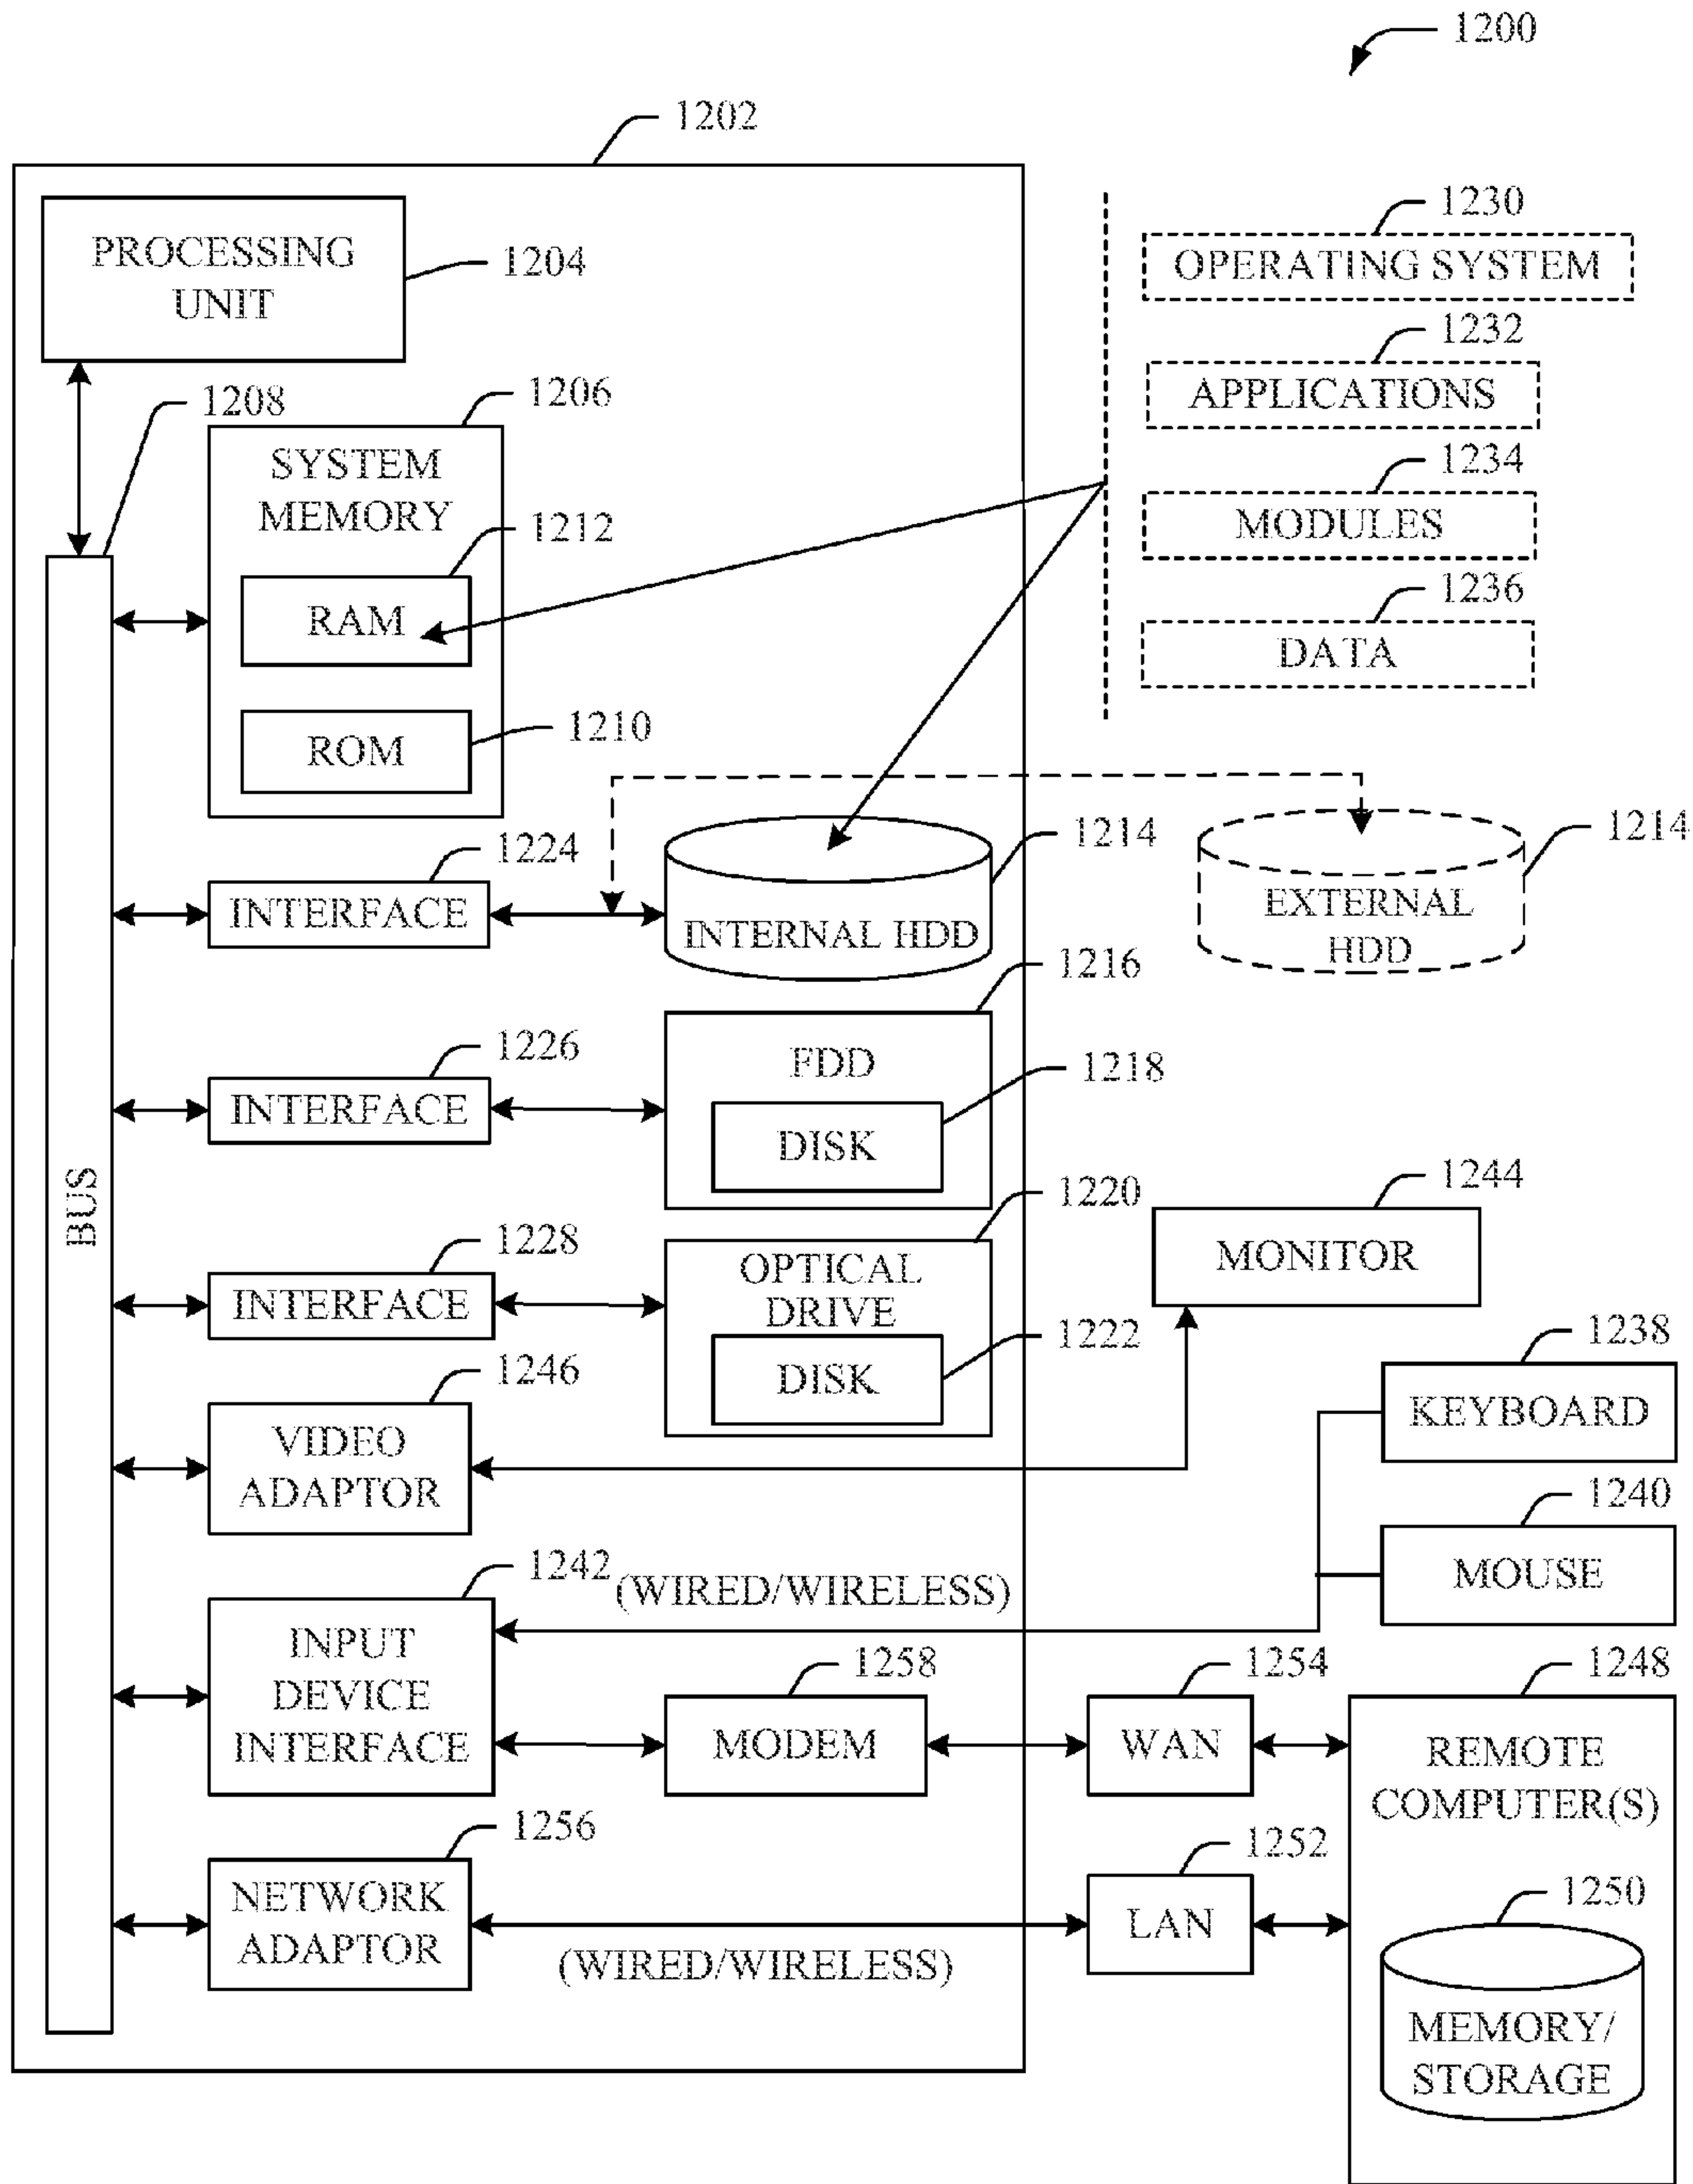 1200
1202
PROCESSING
UNIT
1204
1230
OPERATING SYSTEM
1232
APPLICATIONS
1234
MODULES
1236
DATA
1208
1206
SYSTEM
MEMORY
1212
RAM
1210
ROM
1224
INTERFACE
1214
INTERNAL HDD
1214
EXTERNAL
HDD
1216
FDD
1226
INTERFACE
1218
DISK
BUS
1220
1228
INTERFACE
OPTICAL
DRIVE
1222
DISK
1244
MONITOR
1246
VIDEO
ADAPTOR
1238
KEYBOARD
1240
MOUSE
1242
(WIRED/WIRELESS)
INPUT
DEVICE
INTERFACE
1258
MODEM
1254
WAN
1248
REMOTE
COMPUTER(S)
1256
NETWORK
ADAPTOR
(WIRED/WIRELESS)
1252
LAN
1250
MEMORY/
STORAGE